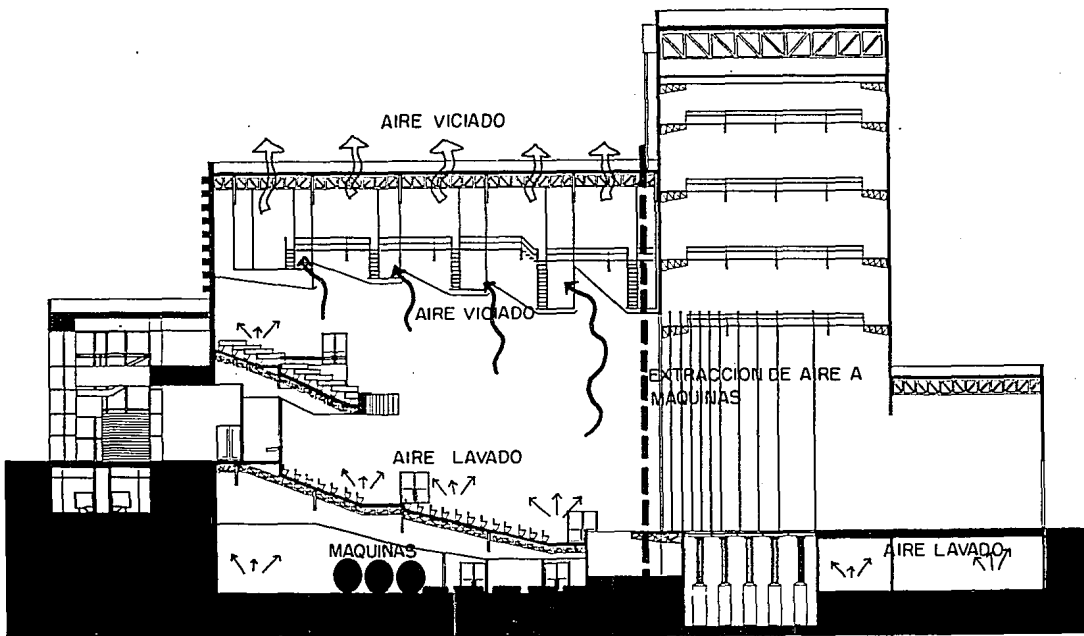 AIRE VICIADO
AIRE VICIADO
EXTRACCION DE AIRE A
MAQUINAS
AIRE LAVADO
MAQUINAS
AIRE LAVADO